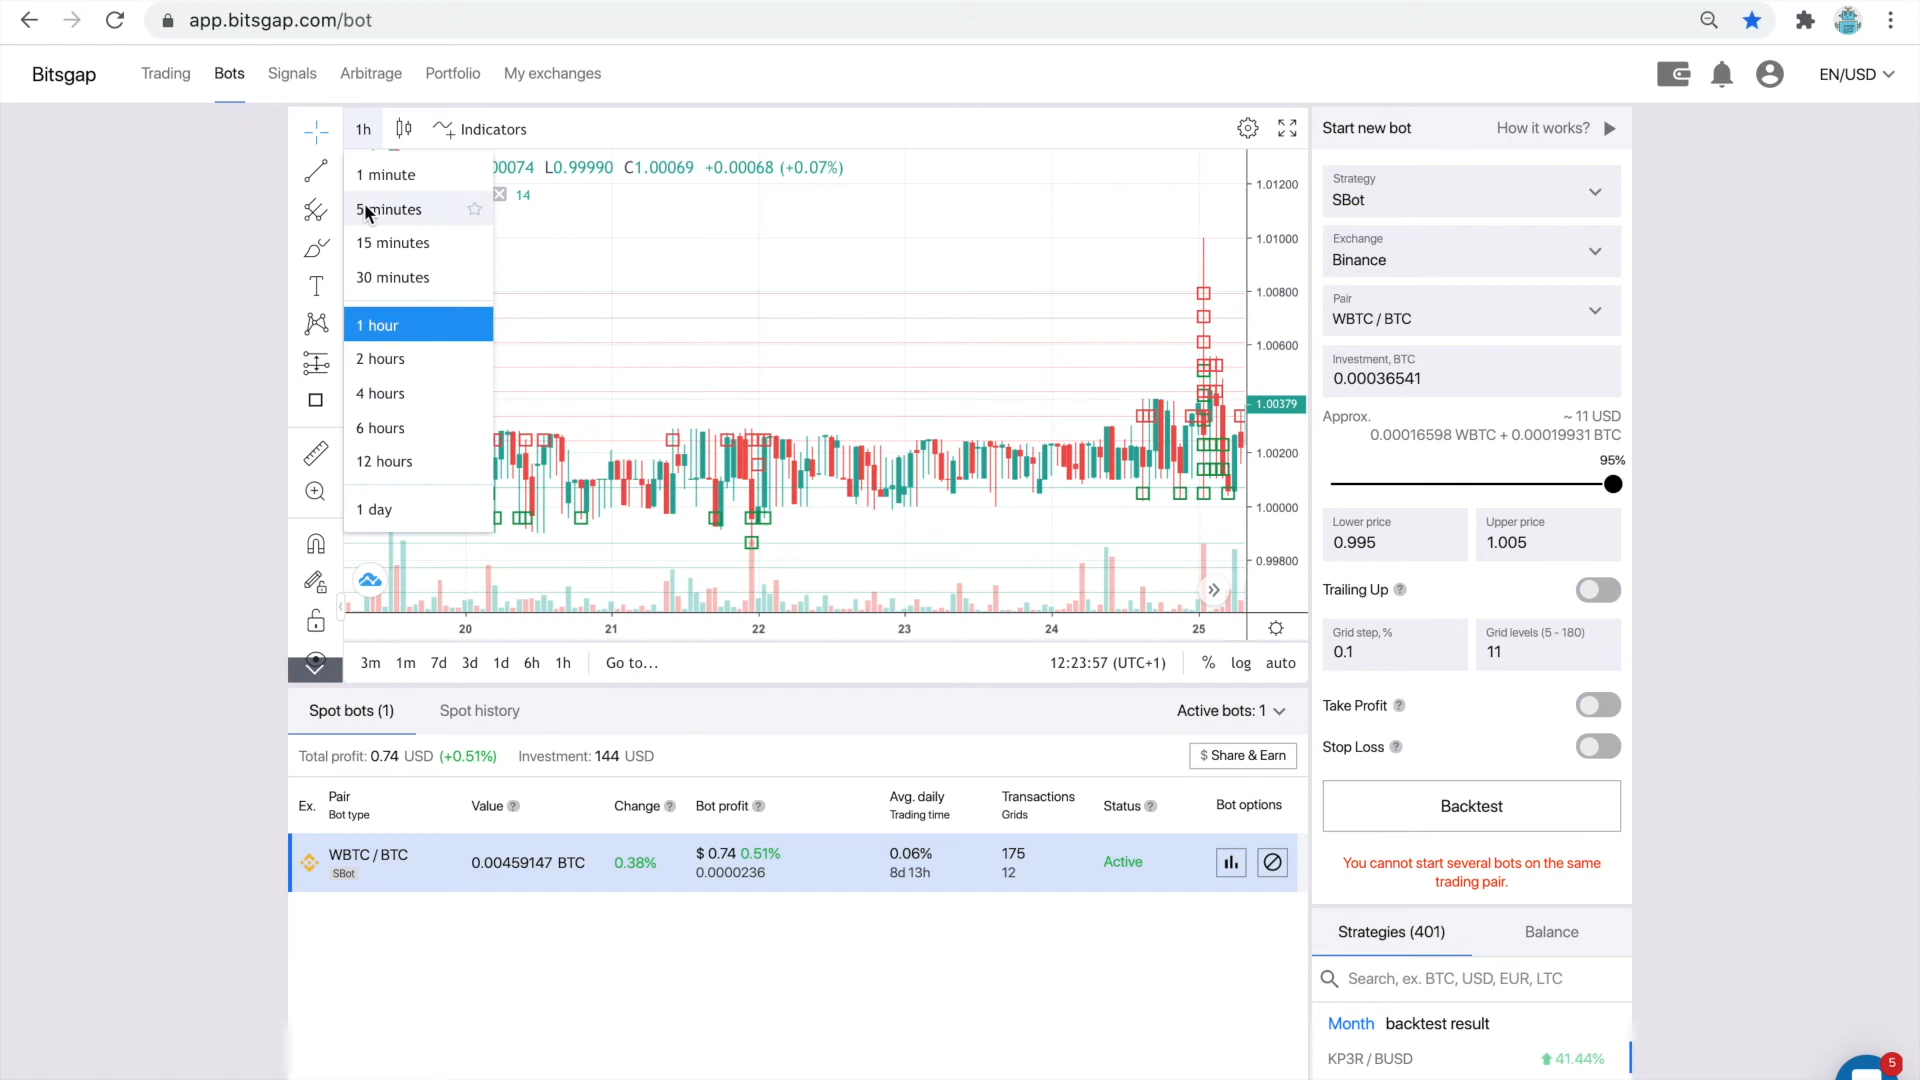 app.bitsgap.com/bot
Bitsgap
Trading
Bots
Signals
Arbitrage
Portfolio
My exchanges
EN/USD
1h
Indicators
1 minute
5 minutes
15 minutes
30 minutes
1 hour
2 hours
4 hours
6 hours
12 hours
1 day
00074 L0.99990 C1.00069 +0.00068 (+0.07%)
14
1.01200
1.01000
1.00800
1.00600
1.00379
1.00200
1.00000
0.99800
20
21
22
23
24
25
3m
1m
7d
3d
1d
6h
1h
Go to...
12:23:57 (UTC+1)
%
log
auto
Start new bot
How it works?
Strategy
SBot
Exchange
Binance
Pair
WBTC / BTC
Investment, BTC
0.00036541
Approx.
~ 11 USD
0.00016598 WBTC + 0.00019931 BTC
95%
Lower price
0.995
Upper price
1.005
Trailing Up ?
Grid step, %
0.1
Grid levels (5 - 180)
11
Take Profit ?
Stop Loss ?
Backtest
You cannot start several bots on the same
trading pair.
Strategies (401)
Balance
Search, ex. BTC, USD, EUR, LTC
Month backtest result
KP3R / BUSD
41.44%
5
Spot bots (1)
Spot history
Active bots: 1
Total profit: 0.74 USD (+0.51%)
Investment: 144 USD
$ Share & Earn
Ex.
Pair
Bot type
Value ?
Change ?
Bot profit ?
Avg. daily
Trading time
Transactions
Grids
Status ?
Bot options
WBTC / BTC
SBot
0.00459147 BTC
0.38%
$ 0.74 0.51%
0.0000236
0.06%
8d 13h
175
12
Active